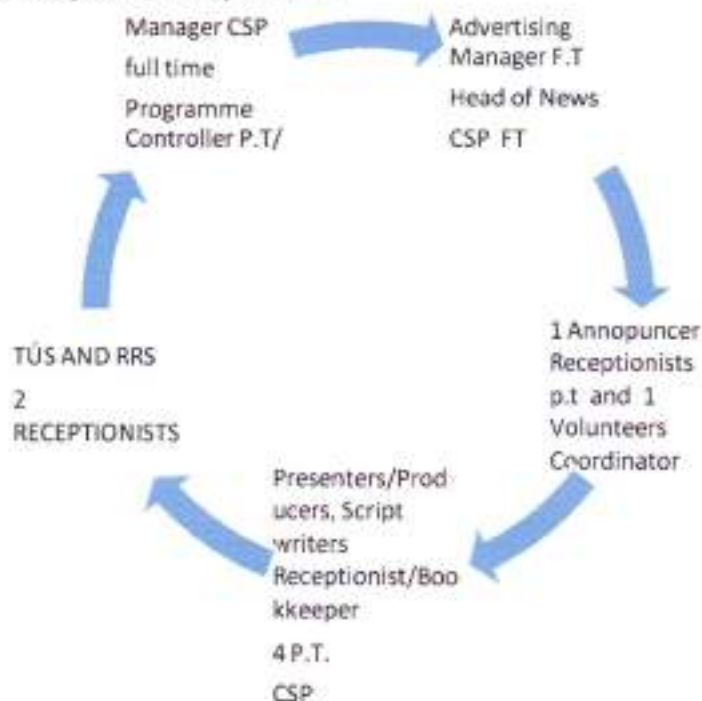 Manager CSP
full time
Programme
Controller P.T/
Advertising
Manager F.T
Head of News
CSP FT
1 Annopuncer
Receptionists
p.t and 1
Volunteers
Coordinator
Presenters/Prod
ucers, Script
writers
Receptionist/Boo
kkeeper
4 P.T.
CSP
TÚS AND RRS
2
RECEPTIONISTS